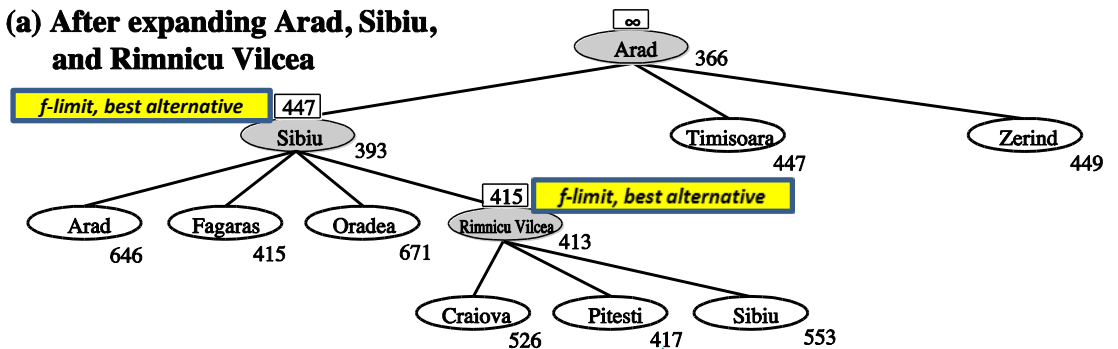 (a) After expanding Arad, Sibiu,
and Rimnicu Vilcea
∞
Arad
366
f-limit, best alternative
447
Sibiu
393
Timisoara
447
Zerind
449
Arad
646
Fagaras
415
Oradea
671
415
f-limit, best alternative
Rimnicu Vilcea
413
Craiova
526
Pitesti
417
Sibiu
553